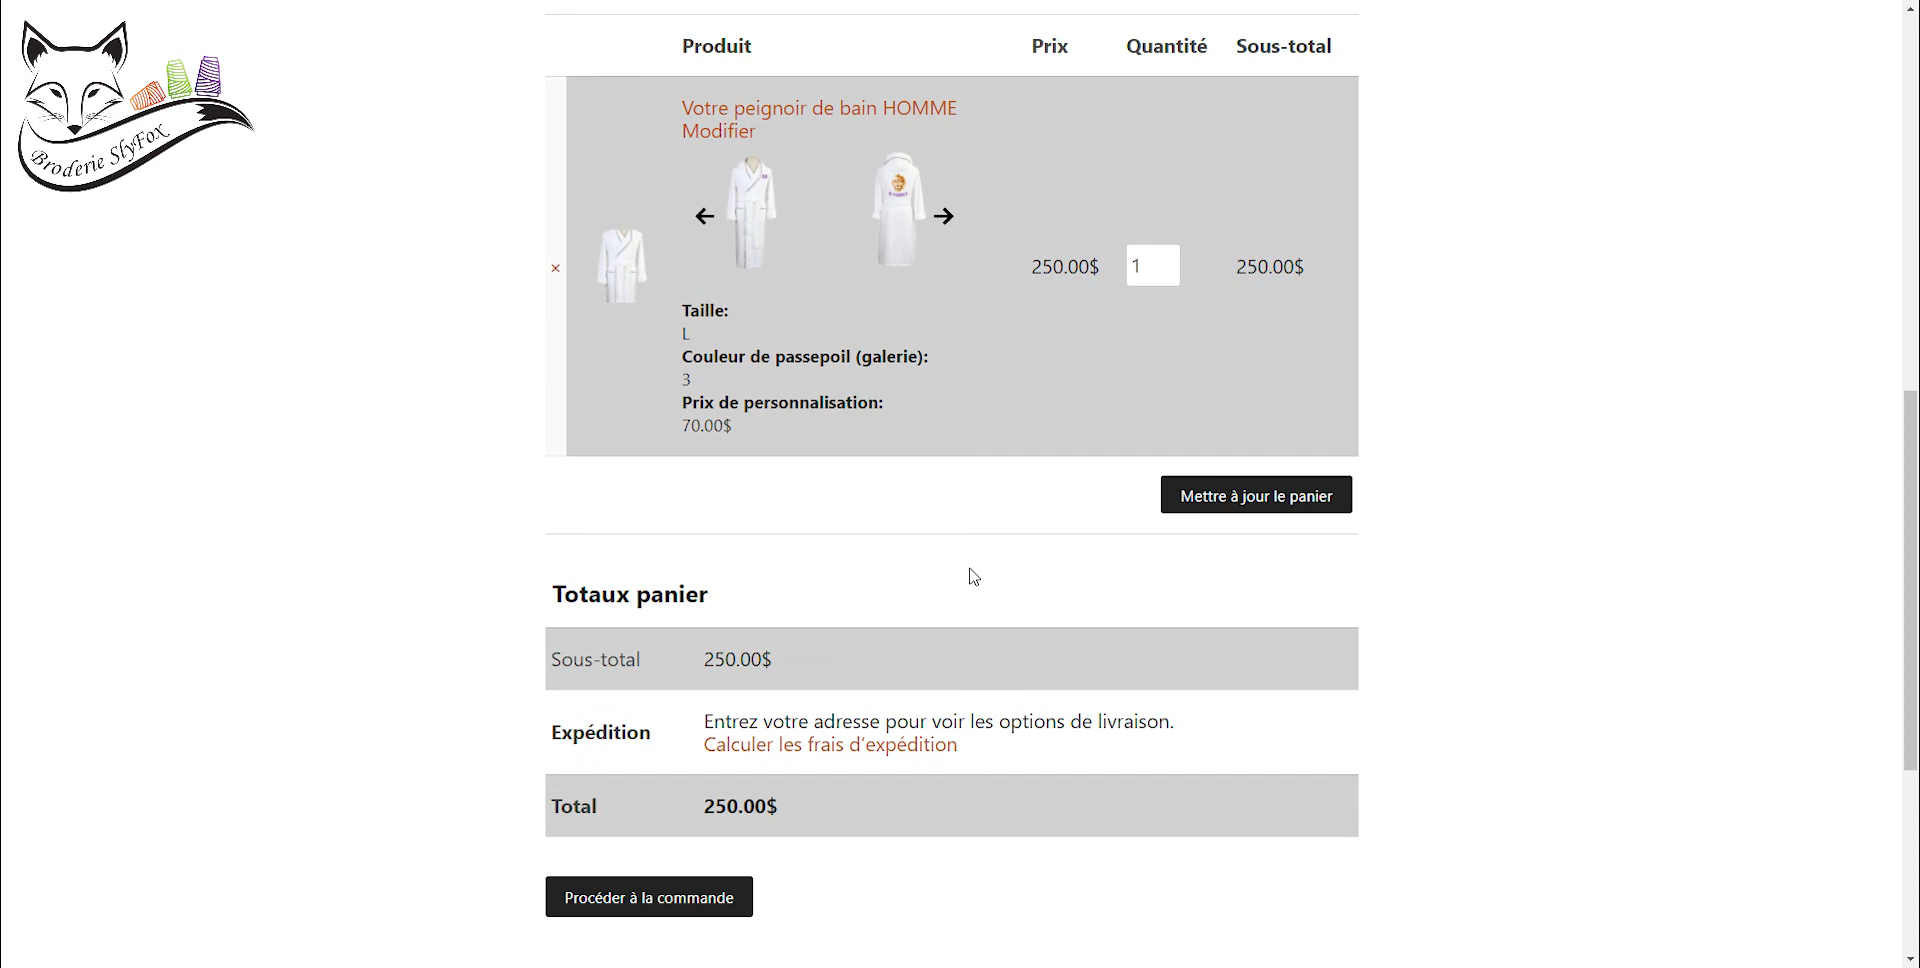 Broderie SlyFox
Produit Prix Quantité Sous-total
Votre peignoir de bain HOMME
Modifier
× 250.00$ 1 250.00$
Taille:
L
Couleur de passepoil (galerie):
3
Prix de personnalisation:
70.00$
Mettre à jour le panier
Totaux panier
Sous-total 250.00$
Expédition Entrez votre adresse pour voir les options de livraison.
Calculer les frais d'expédition
Total 250.00$
Procéder à la commande